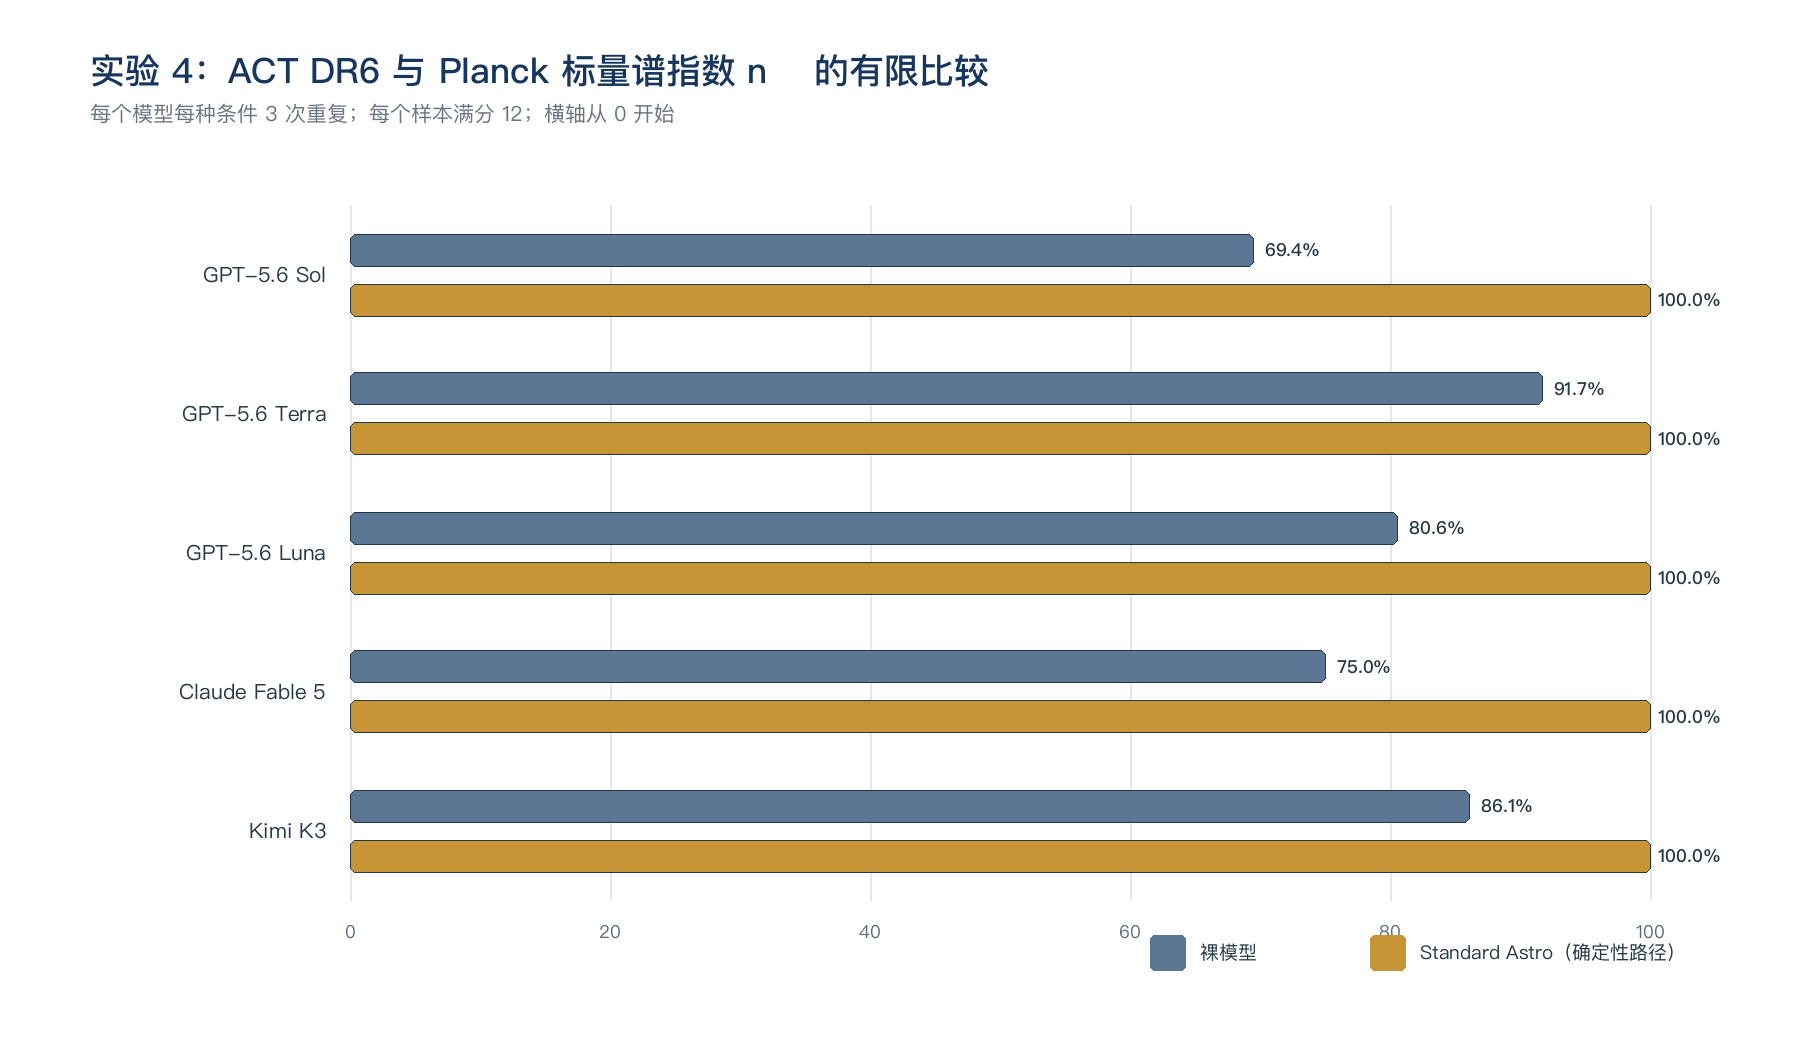 实验 4：ACT DR6 与 Planck 标量谱指数 n 的有限比较
每个模型每种条件 3 次重复；每个样本满分 12；横轴从 0 开始
GPT-5.6 Sol
69.4%
100.0%
GPT-5.6 Terra
91.7%
100.0%
GPT-5.6 Luna
80.6%
100.0%
Claude Fable 5
75.0%
100.0%
Kimi K3
86.1%
100.0%
0 20 40 60 80 100
裸模型 Standard Astro（确定性路径）